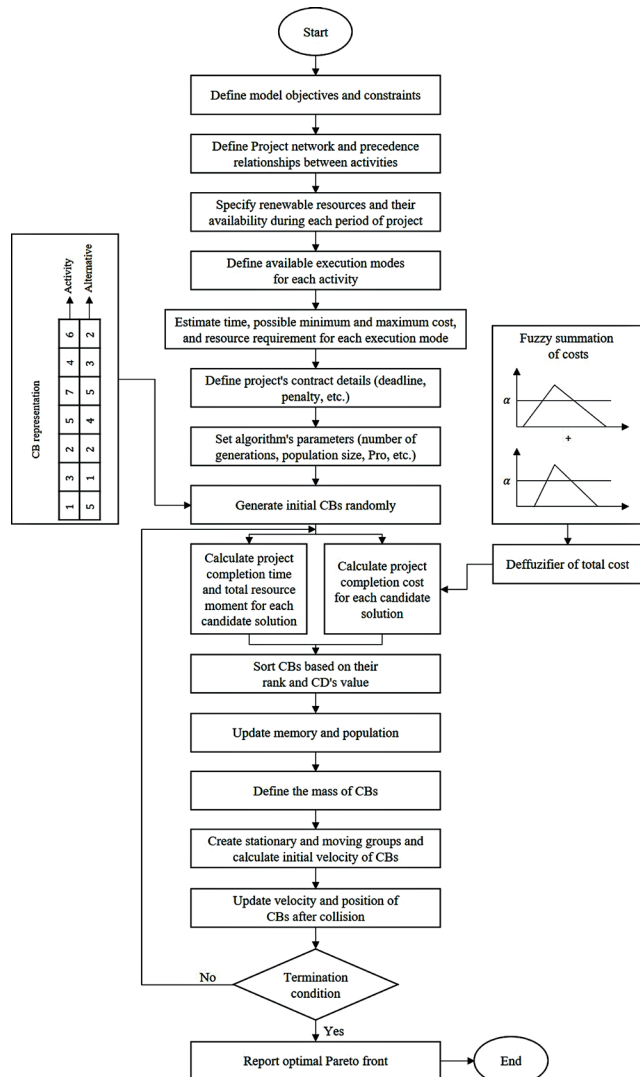 Start
Define model objectives and constraints
Define Project network and precedence
relationships between activities
Specify renewable resources and their
availability during each period of project
Define available execution modes
for each activity
Estimate time, possible minimum and maximum cost,
and resource requirement for each execution mode
Define project's contract details (deadline,
penalty, etc.)
Set algorithm's parameters (number of
generations, population size, Pro, etc.)
Generate initial CBs randomly
CB representation
1 3 2 5 7 4 6 Activity
5 1 2 4 5 3 2 Alternative
Fuzzy summation
of costs
α
+
α
Deffuzifier of total cost
Calculate project
completion time
and total resource
moment for each
candidate solution
Calculate project
completion cost
for each candidate
solution
Sort CBs based on their
rank and CD's value
Update memory and population
Define the mass of CBs
Create stationary and moving groups and
calculate initial velocity of CBs
Update velocity and position of
CBs after collision
Termination
condition
No
Yes
Report optimal Pareto front
End